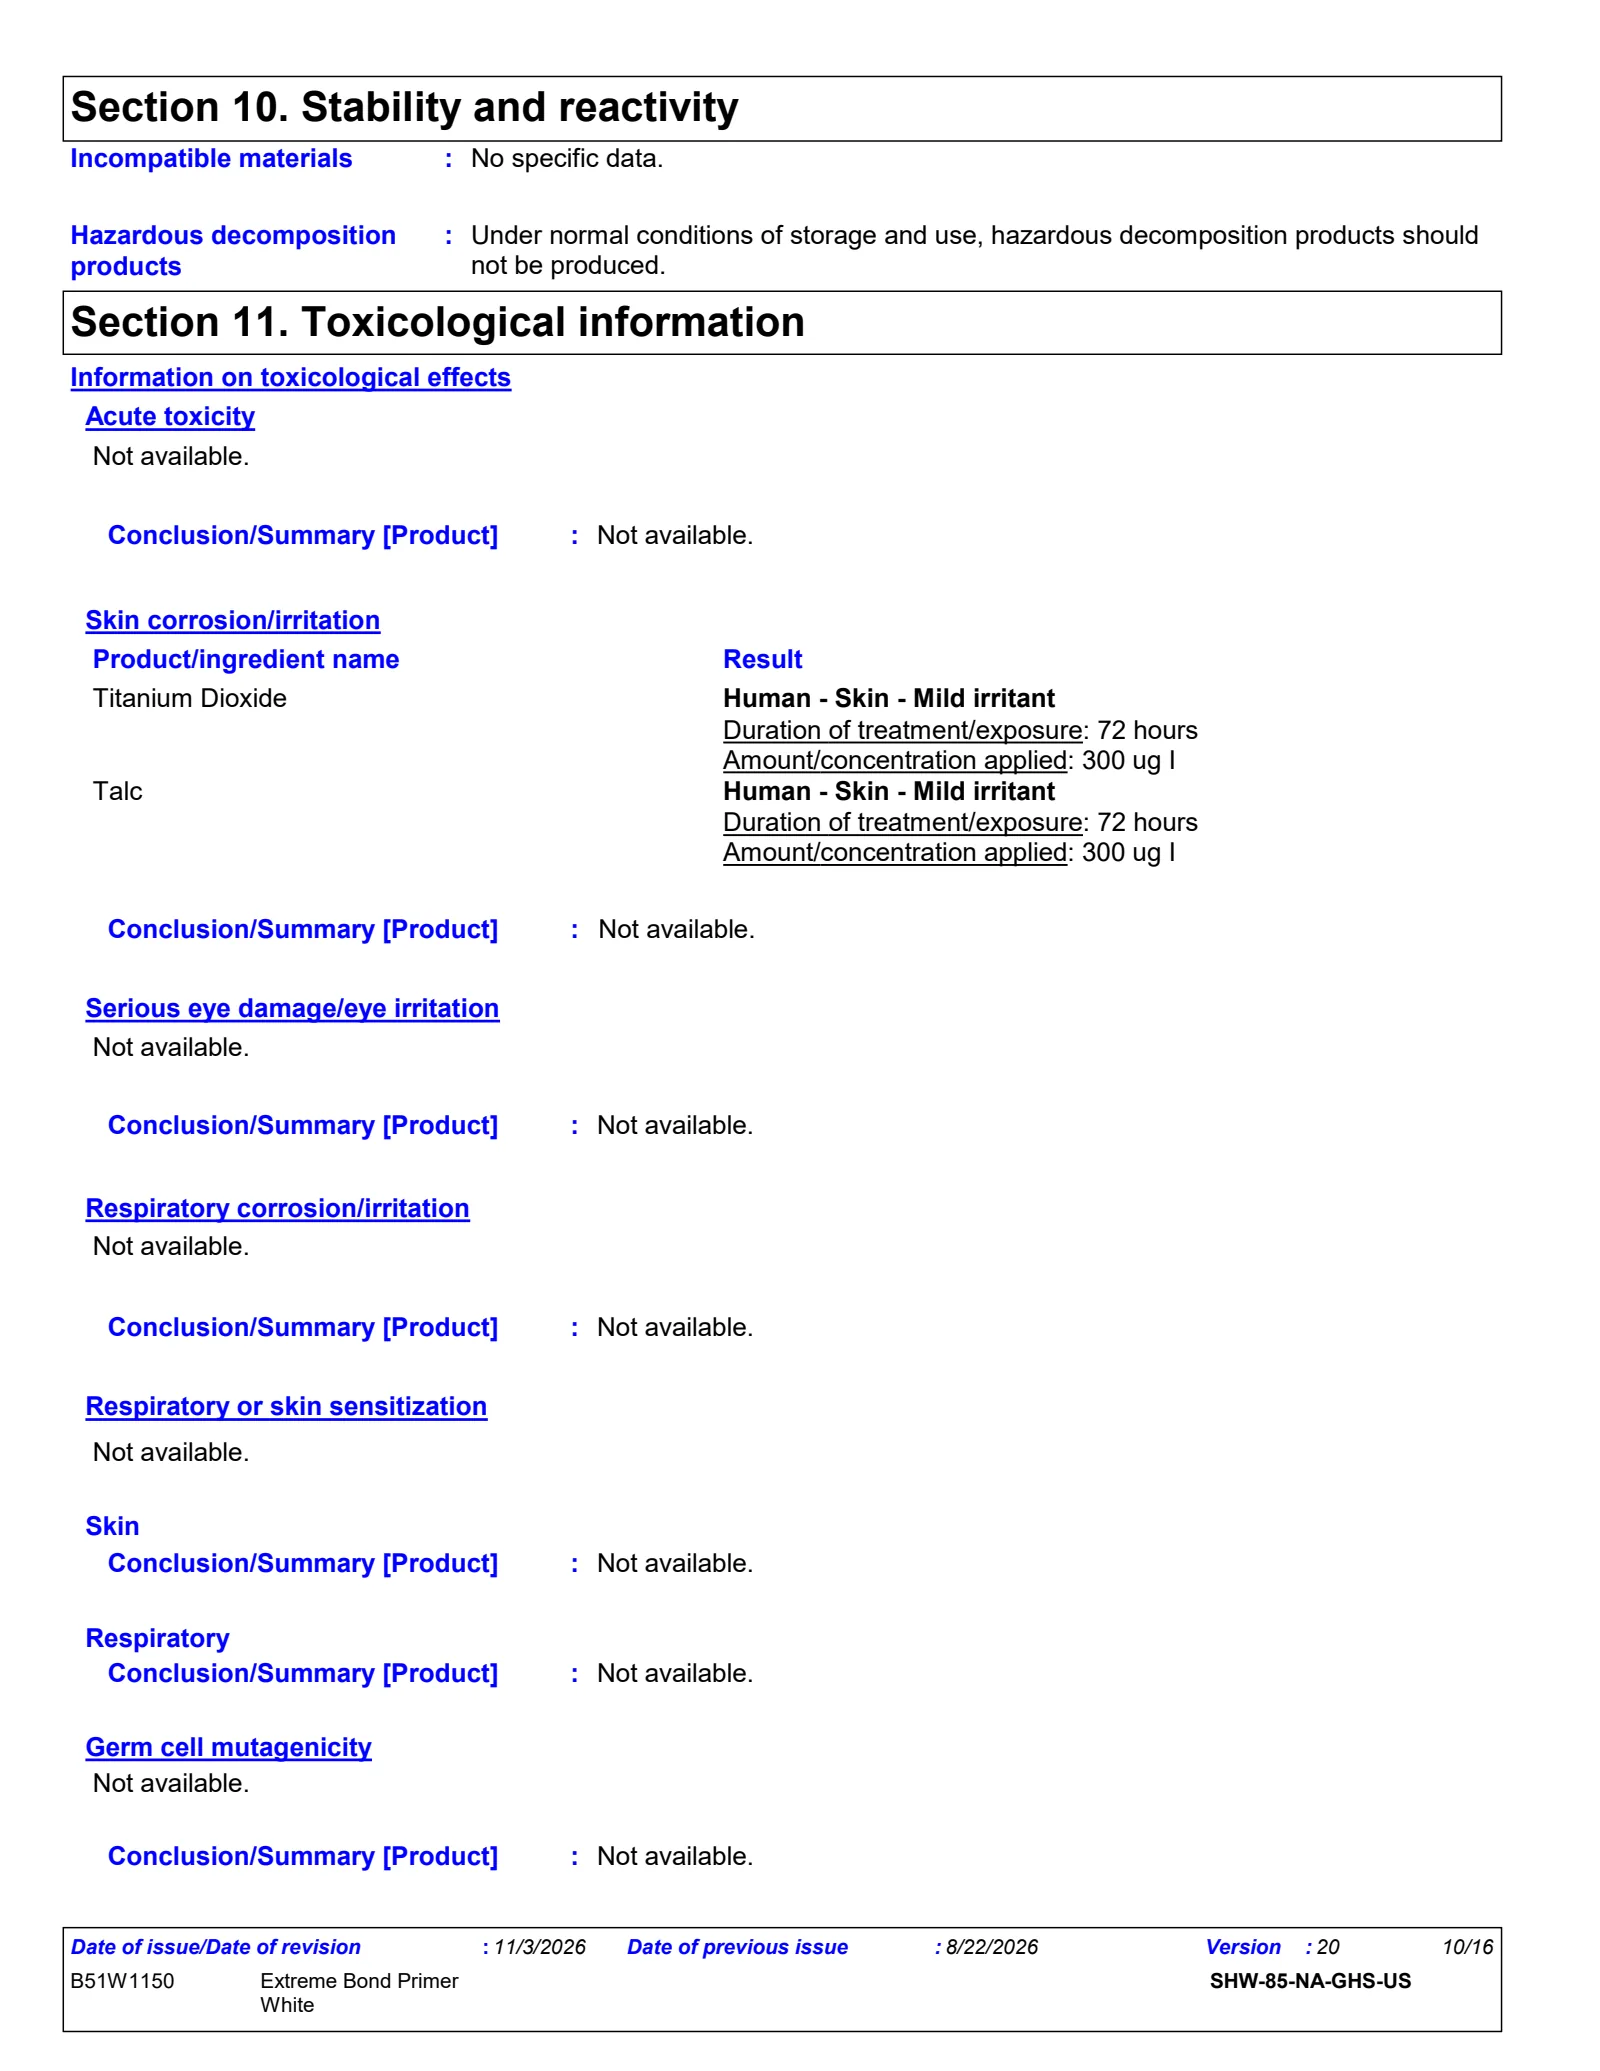 Section 10. Stability and reactivity
Incompatible materials : No specific data.
Hazardous decomposition : Under normal conditions of storage and use, hazardous decomposition products should
products not be produced.
Section 11. Toxicological information
Information on toxicological effects
Acute toxicity
Not available.
Conclusion/Summary [Product] : Not available.
Skin corrosion/irritation
Product/ingredient name Result
Titanium Dioxide Human - Skin - Mild irritant
Duration of treatment/exposure: 72 hours
Amount/concentration applied: 300 ug I
Talc Human - Skin - Mild irritant
Duration of treatment/exposure: 72 hours
Amount/concentration applied: 300 ug I
Conclusion/Summary [Product] : Not available.
Serious eye damage/eye irritation
Not available.
Conclusion/Summary [Product] : Not available.
Respiratory corrosion/irritation
Not available.
Conclusion/Summary [Product] : Not available.
Respiratory or skin sensitization
Not available.
Skin
Conclusion/Summary [Product] : Not available.
Respiratory
Conclusion/Summary [Product] : Not available.
Germ cell mutagenicity
Not available.
Conclusion/Summary [Product] : Not available.
Date of issue/Date of revision : 11/3/2026 Date of previous issue : 8/22/2026 Version : 20 10/16
B51W1150 Extreme Bond Primer SHW-85-NA-GHS-US
White